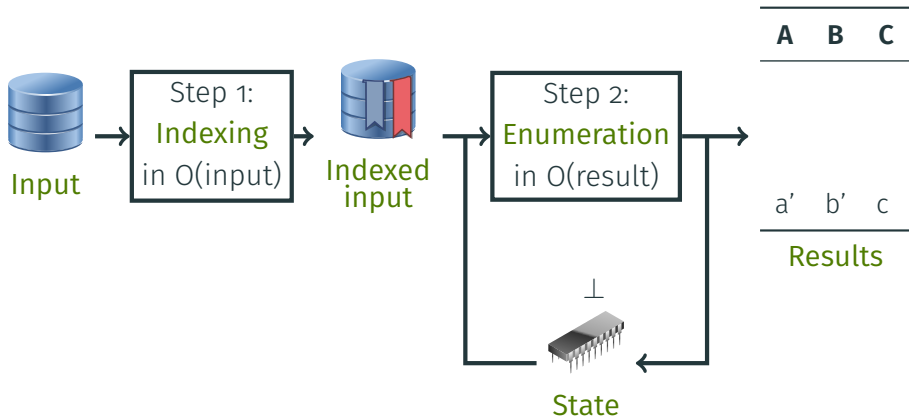 Input
Step 1:
Indexing
in O(input)
Indexed
input
Step 2:
Enumeration
in O(result)
A B C
a’ b’ c
Results
⊥
State